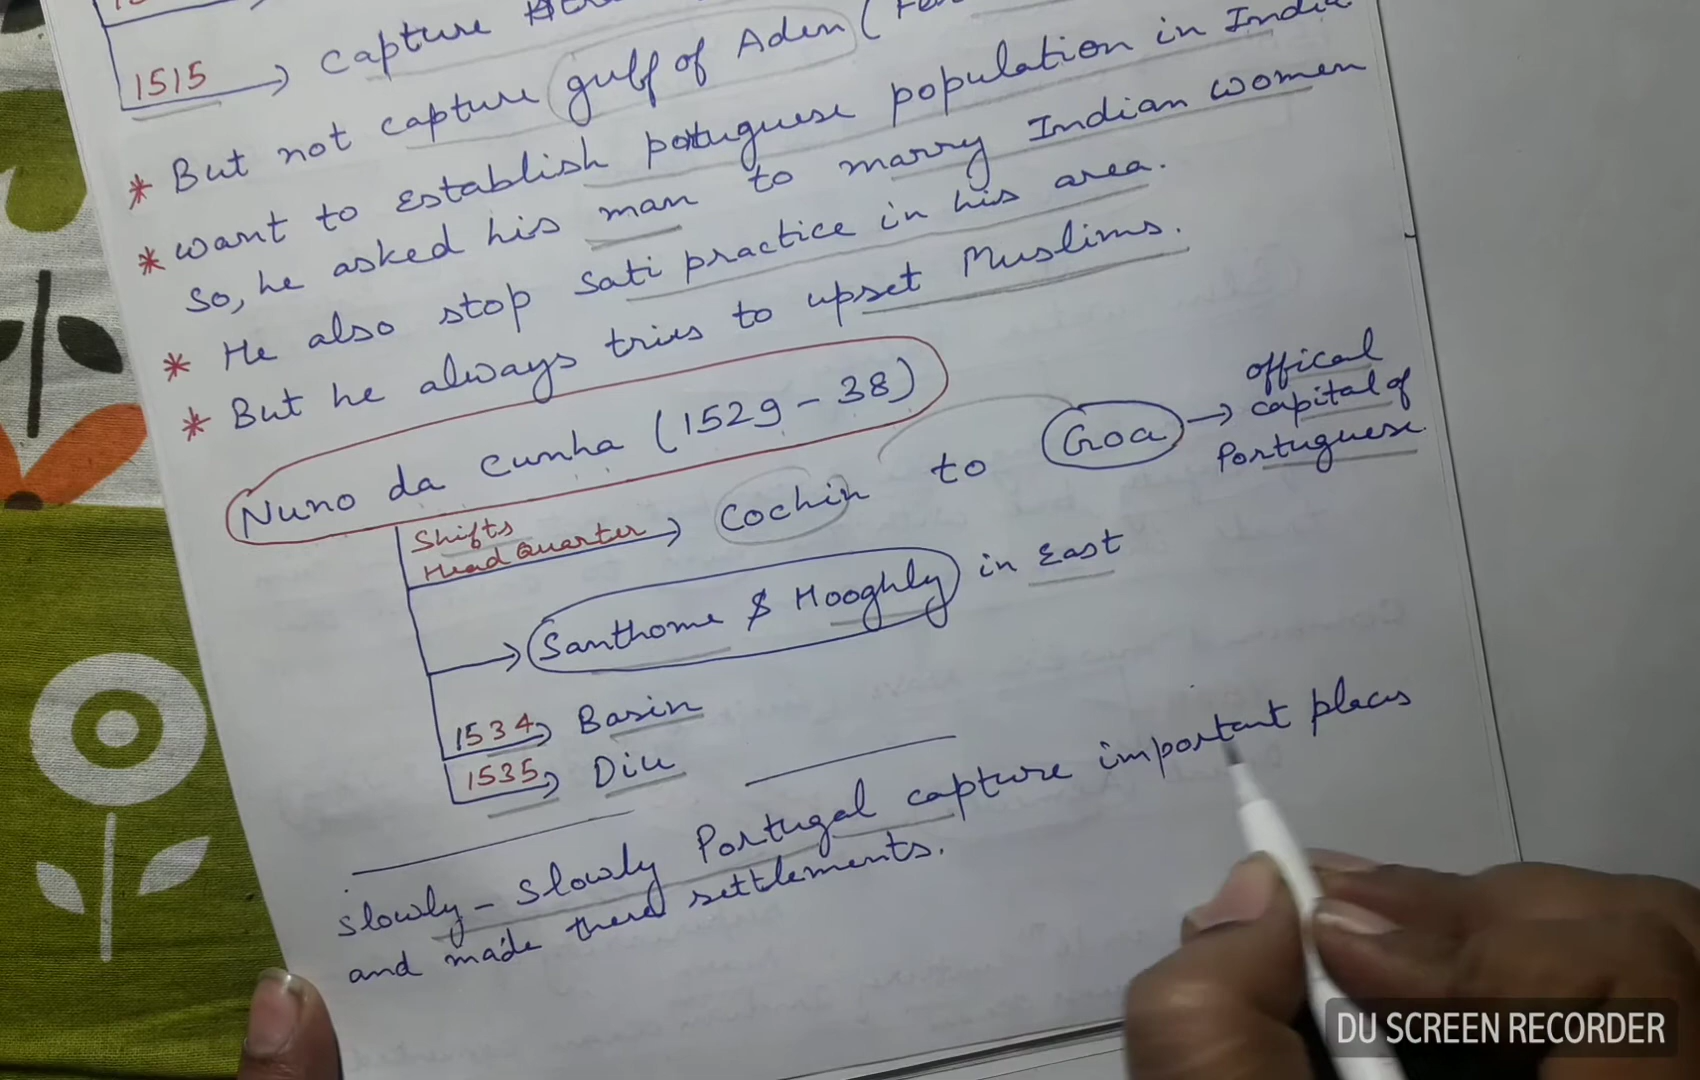 1515 → capture
* But not capture gulf of Aden (
* want to establish portuguese population in India
So, he asked his man to marry Indian women
* He also stop Sati practice in his area.
* But he always tries to upset Muslims.
Nuno da Cunha (1529 - 38)
Shifts
Head Quarter → Cochin to Goa → offical
capital of
Portuguese.
→ Santhome & Hooghly in East
1534 → Basin
1535 → Diu
Slowly - Slowly Portugal capture important places
and made there settlements.
DU SCREEN RECORDER